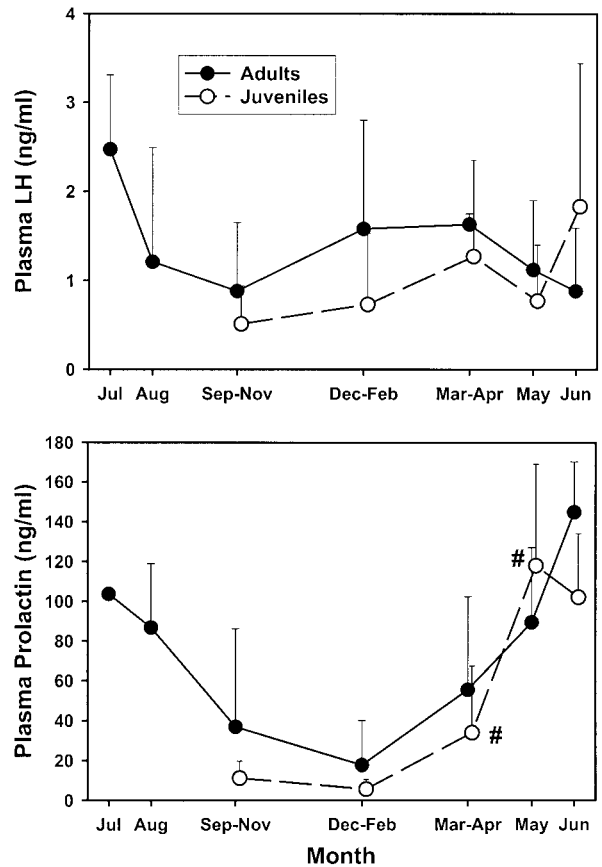 Plasma LH (ng/ml)
4
3
2
1
0
Adults
Juveniles
Jul Aug Sep-Nov Dec-Feb Mar-Apr May Jun
Plasma Prolactin (ng/ml)
180
160
140
120
100
80
60
40
20
0
#
#
Jul Aug Sep-Nov Dec-Feb Mar-Apr May Jun
Month